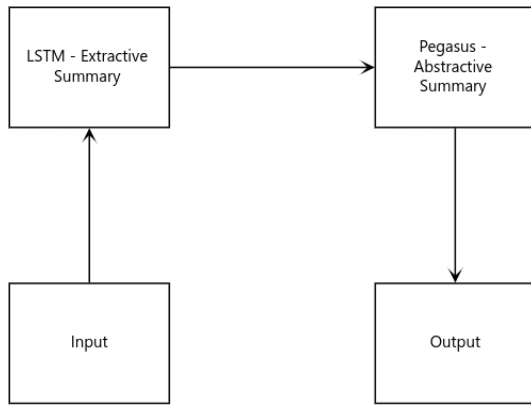 LSTM - Extractive
Summary
Pegasus -
Abstractive
Summary
Input
Output